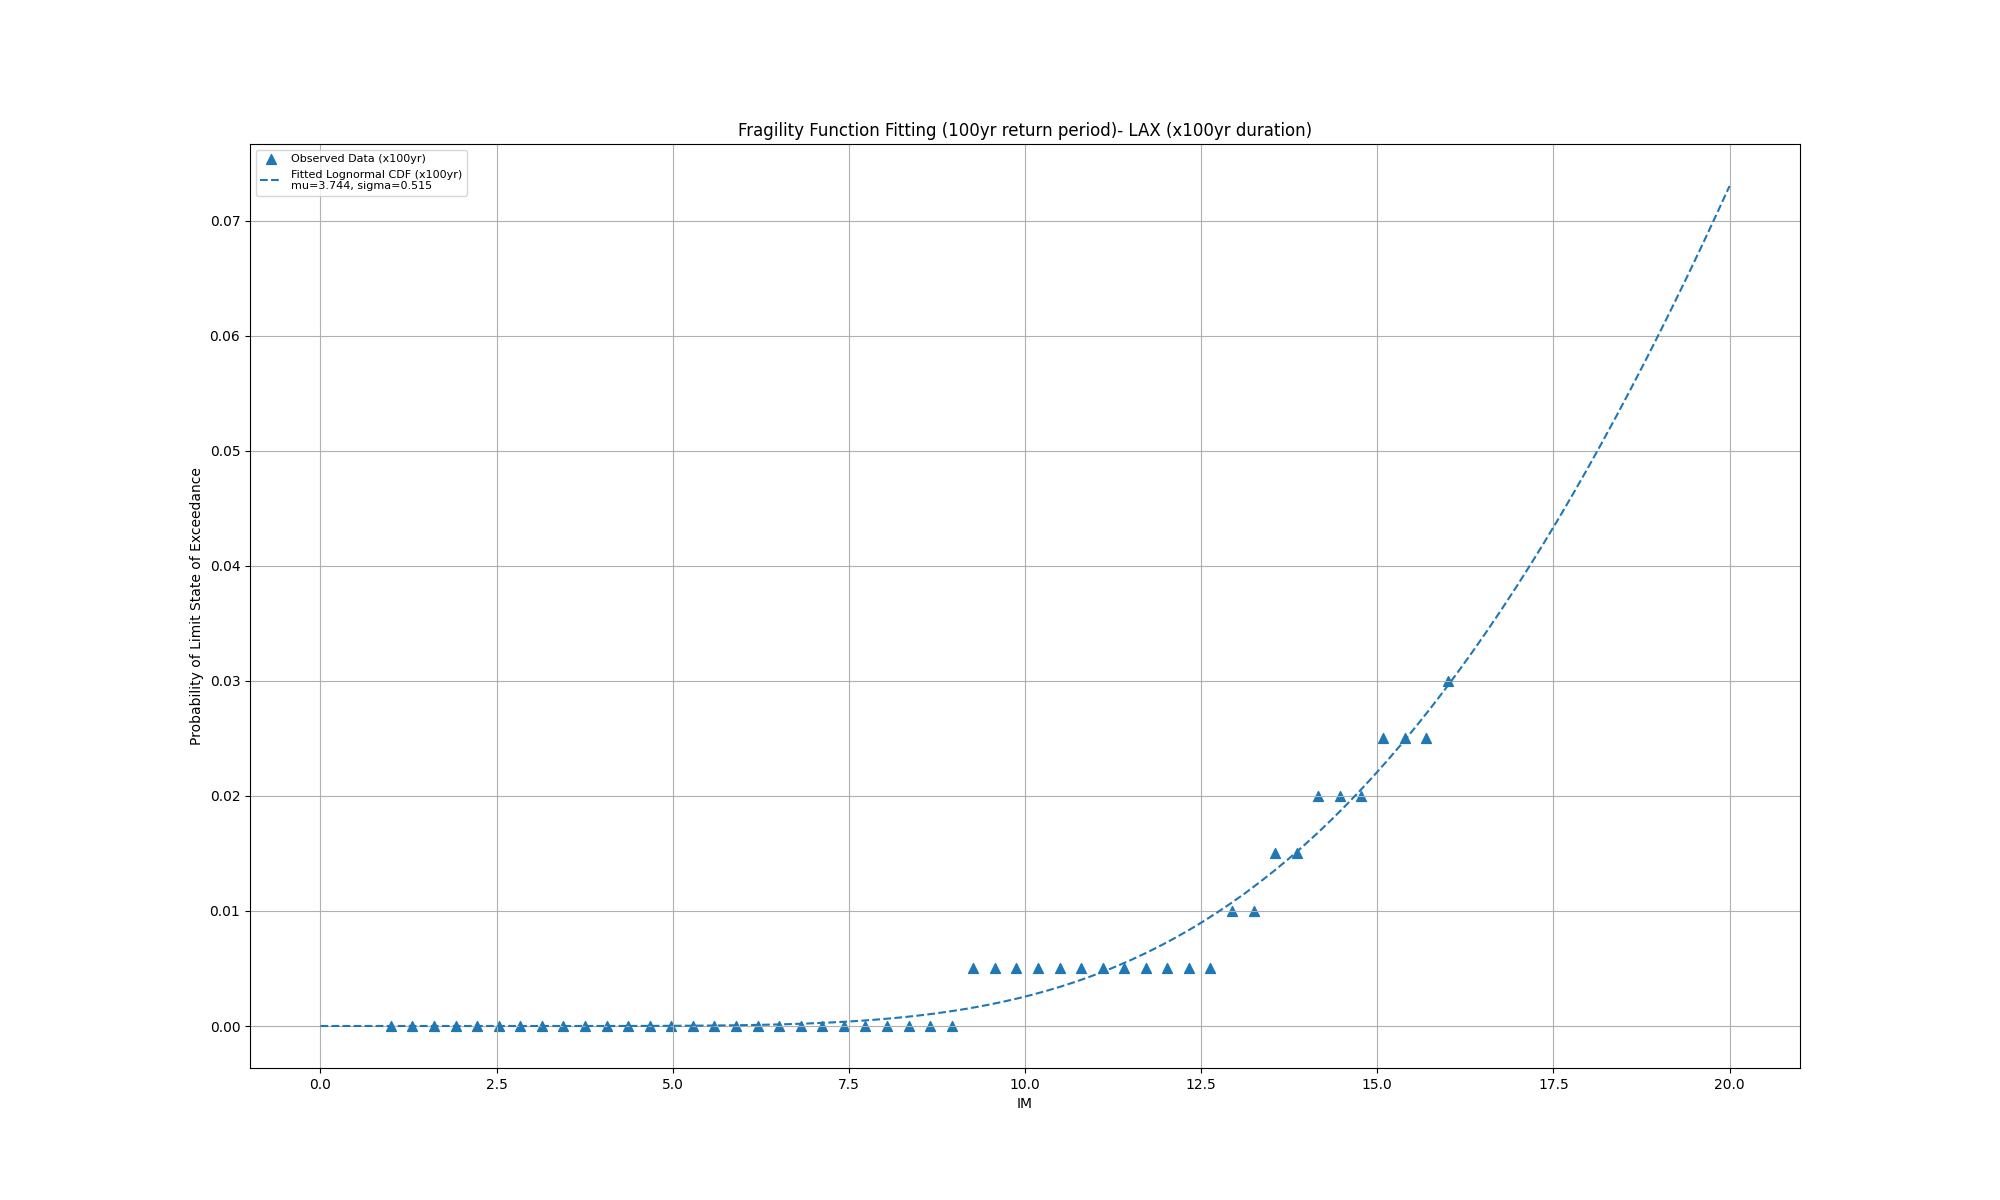 Fragility Function Fitting (100yr return period)- LAX (x100yr duration)
Observed Data (x100yr)
Fitted Lognormal CDF (x100yr)
mu=3.744, sigma=0.515
Probability of Limit State of Exceedance
0.07
0.06
0.05
0.04
0.03
0.02
0.01
0.00
0.0 2.5 5.0 7.5 10.0 12.5 15.0 17.5 20.0
IM